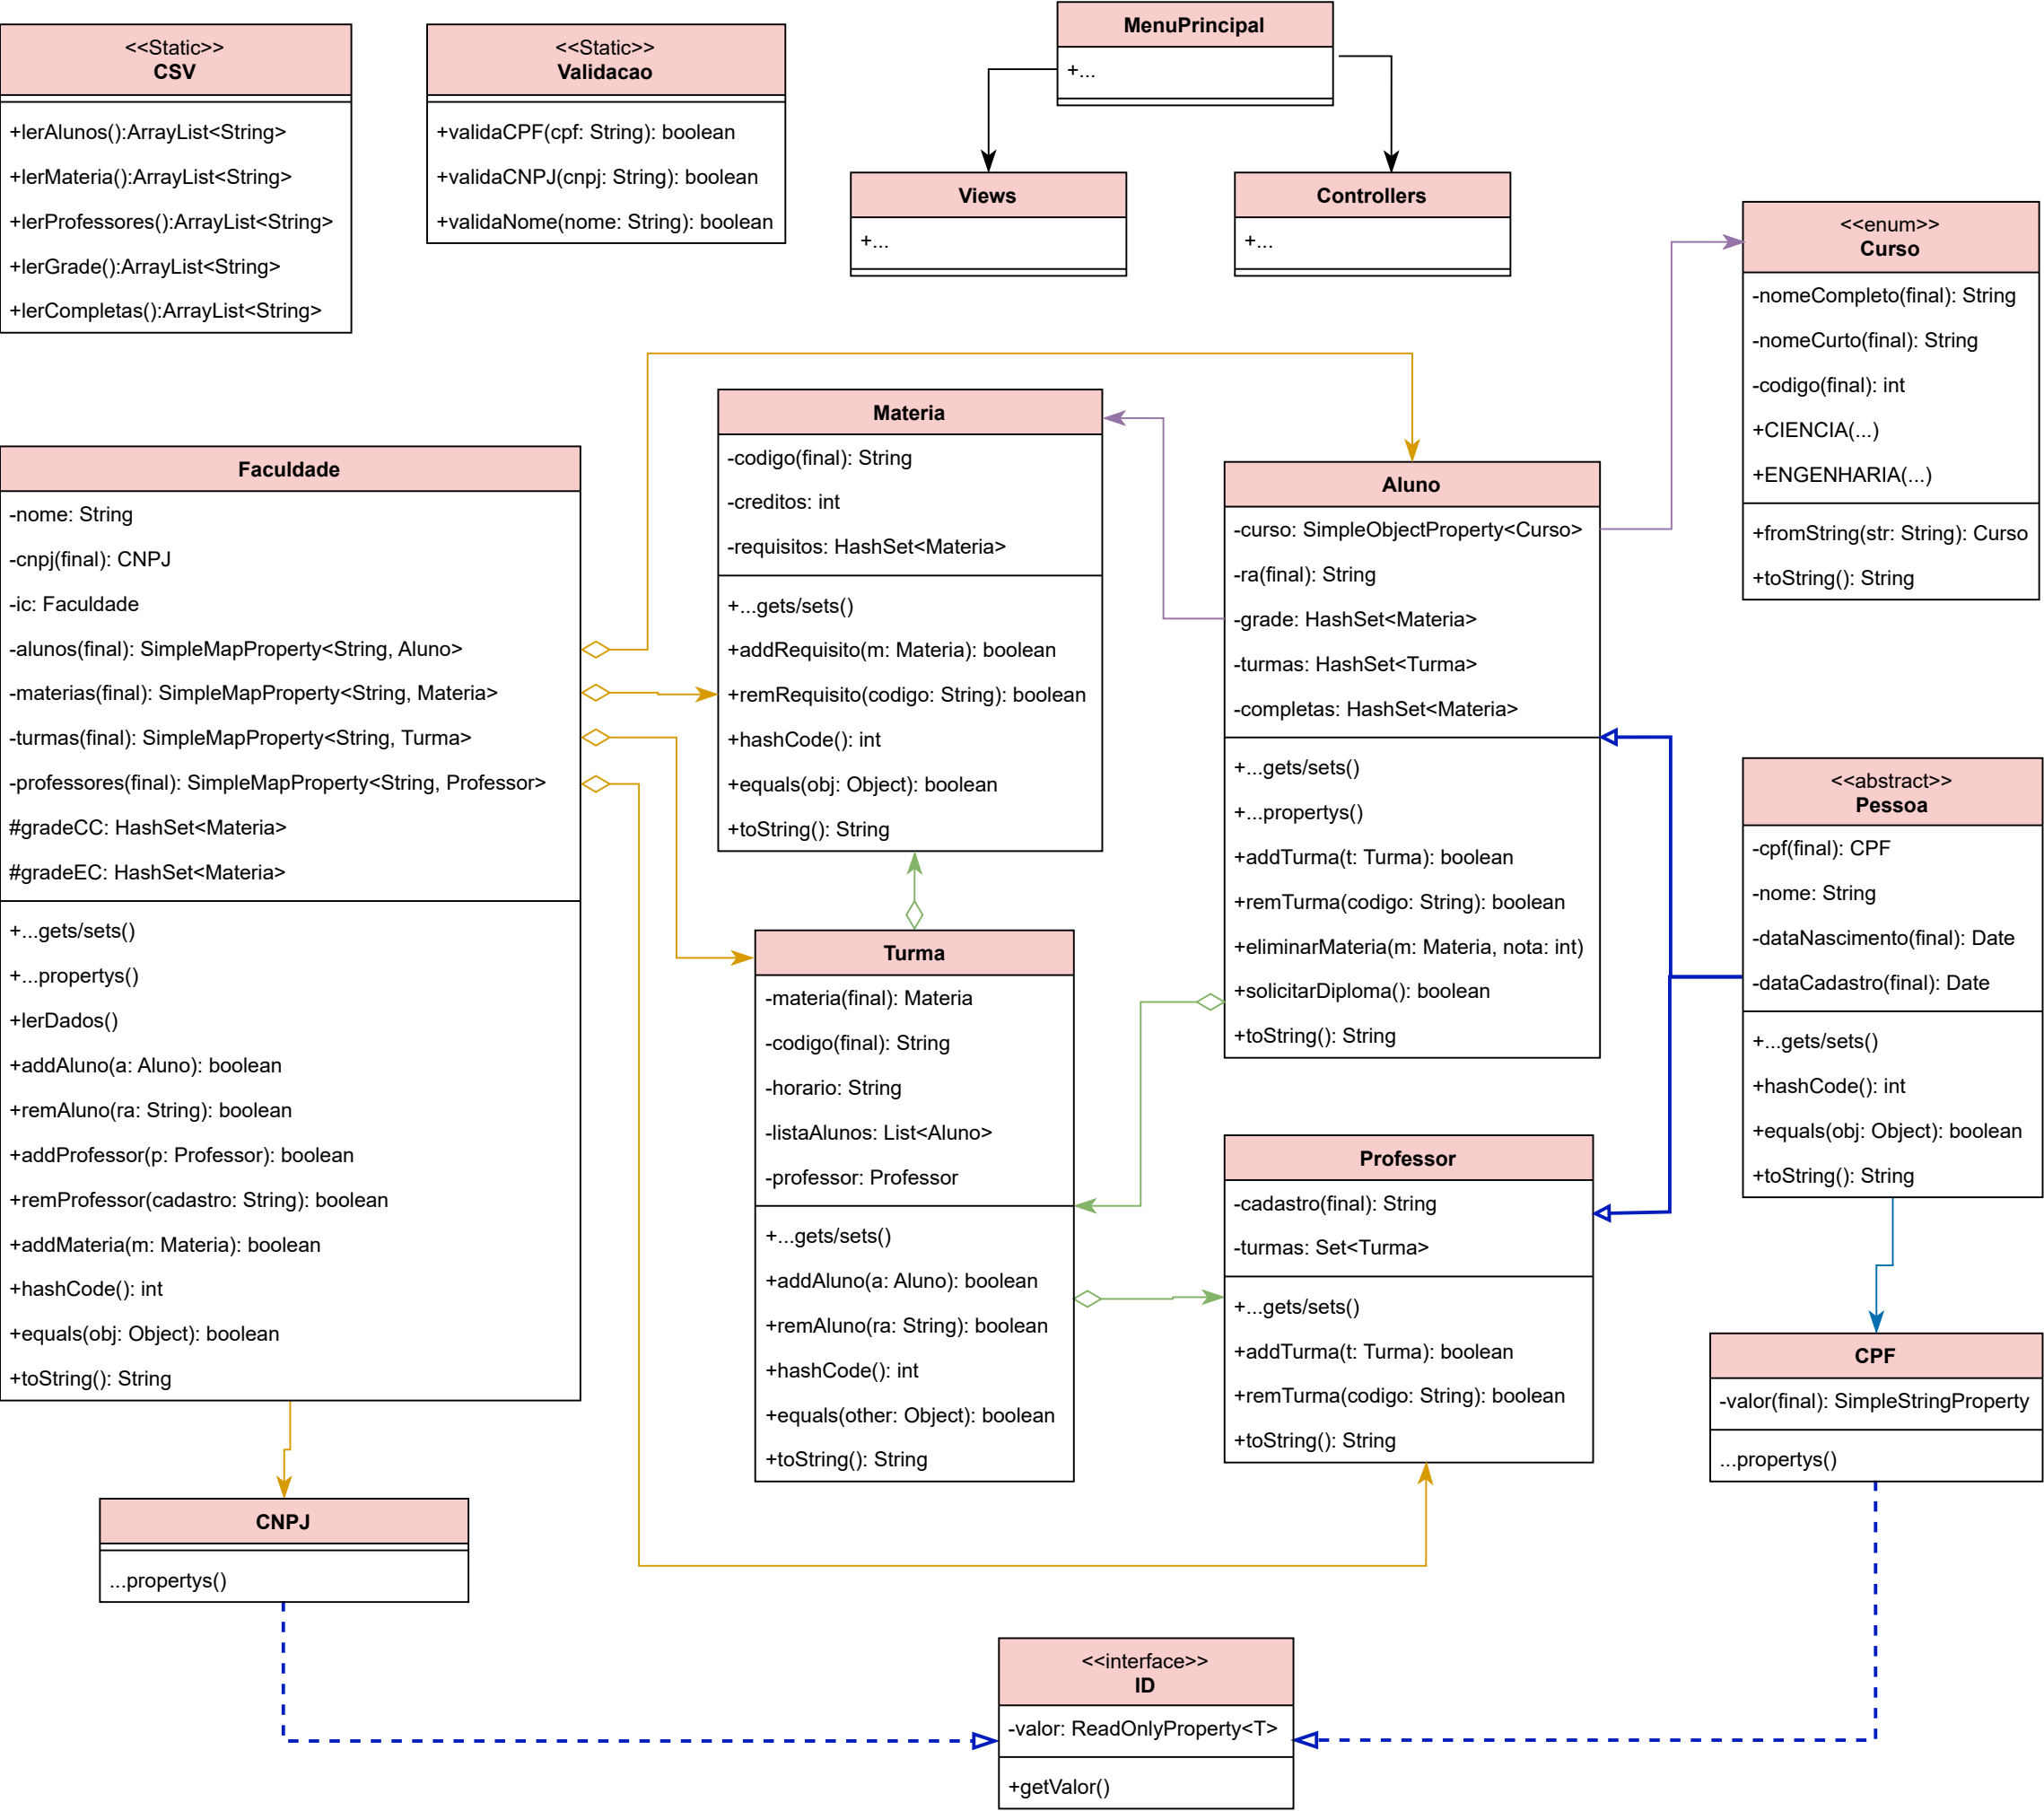 <<Static>>
CSV
+lerAlunos():ArrayList<String>
+lerMateria():ArrayList<String>
+lerProfessores():ArrayList<String>
+lerGrade():ArrayList<String>
+lerCompletas():ArrayList<String>
<<Static>>
Validacao
+validaCPF(cpf: String): boolean
+validaCNPJ(cnpj: String): boolean
+validaNome(nome: String): boolean
MenuPrincipal
+...
Views
+...
Controllers
+...
<<enum>>
Curso
-nomeCompleto(final): String
-nomeCurto(final): String
-codigo(final): int
+CIENCIA(...)
+ENGENHARIA(...)
+fromString(str: String): Curso
+toString(): String
Faculdade
-nome: String
-cnpj(final): CNPJ
-ic: Faculdade
-alunos(final): SimpleMapProperty<String, Aluno>
-materias(final): SimpleMapProperty<String, Materia>
-turmas(final): SimpleMapProperty<String, Turma>
-professores(final): SimpleMapProperty<String, Professor>
#gradeCC: HashSet<Materia>
#gradeEC: HashSet<Materia>
+...gets/sets()
+...propertys()
+lerDados()
+addAluno(a: Aluno): boolean
+remAluno(ra: String): boolean
+addProfessor(p: Professor): boolean
+remProfessor(cadastro: String): boolean
+addMateria(m: Materia): boolean
+hashCode(): int
+equals(obj: Object): boolean
+toString(): String
Materia
-codigo(final): String
-creditos: int
-requisitos: HashSet<Materia>
+...gets/sets()
+addRequisito(m: Materia): boolean
+remRequisito(codigo: String): boolean
+hashCode(): int
+equals(obj: Object): boolean
+toString(): String
Aluno
-curso: SimpleObjectProperty<Curso>
-ra(final): String
-grade: HashSet<Materia>
-turmas: HashSet<Turma>
-completas: HashSet<Materia>
+...gets/sets()
+...propertys()
+addTurma(t: Turma): boolean
+remTurma(codigo: String): boolean
+eliminarMateria(m: Materia, nota: int)
+solicitarDiploma(): boolean
+toString(): String
<<abstract>>
Pessoa
-cpf(final): CPF
-nome: String
-dataNascimento(final): Date
-dataCadastro(final): Date
+...gets/sets()
+hashCode(): int
+equals(obj: Object): boolean
+toString(): String
Turma
-materia(final): Materia
-codigo(final): String
-horario: String
-listaAlunos: List<Aluno>
-professor: Professor
+...gets/sets()
+addAluno(a: Aluno): boolean
+remAluno(ra: String): boolean
+hashCode(): int
+equals(other: Object): boolean
+toString(): String
Professor
-cadastro(final): String
-turmas: Set<Turma>
+...gets/sets()
+addTurma(t: Turma): boolean
+remTurma(codigo: String): boolean
+toString(): String
CPF
-valor(final): SimpleStringProperty
...propertys()
CNPJ
...propertys()
<<interface>>
ID
-valor: ReadOnlyProperty<T>
+getValor()